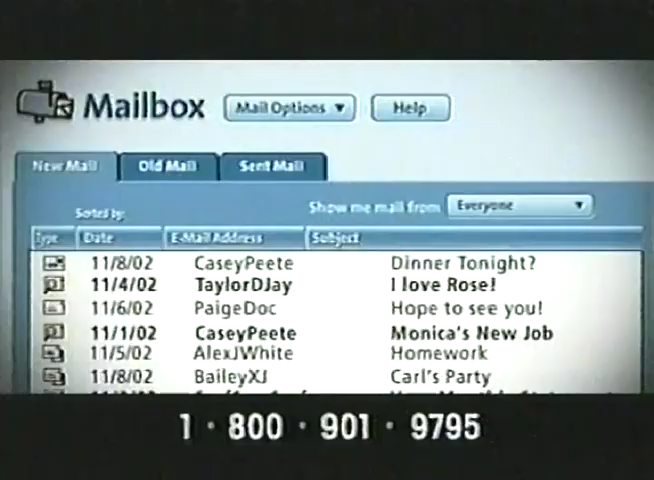 Mailbox Mail Options Help
New Mail Old Mail Sent Mail
Sorted by: Show me mail from Everyone
Type Date E-Mail Address Subject
11/8/02 CaseyPeete Dinner Tonight?
11/4/02 TaylorDJay I love Rose!
11/6/02 PaigeDoc Hope to see you!
11/1/02 CaseyPeete Monica's New Job
11/5/02 AlexJWhite Homework
11/8/02 BaileyXJ Carl's Party
1 · 800 · 901 · 9795